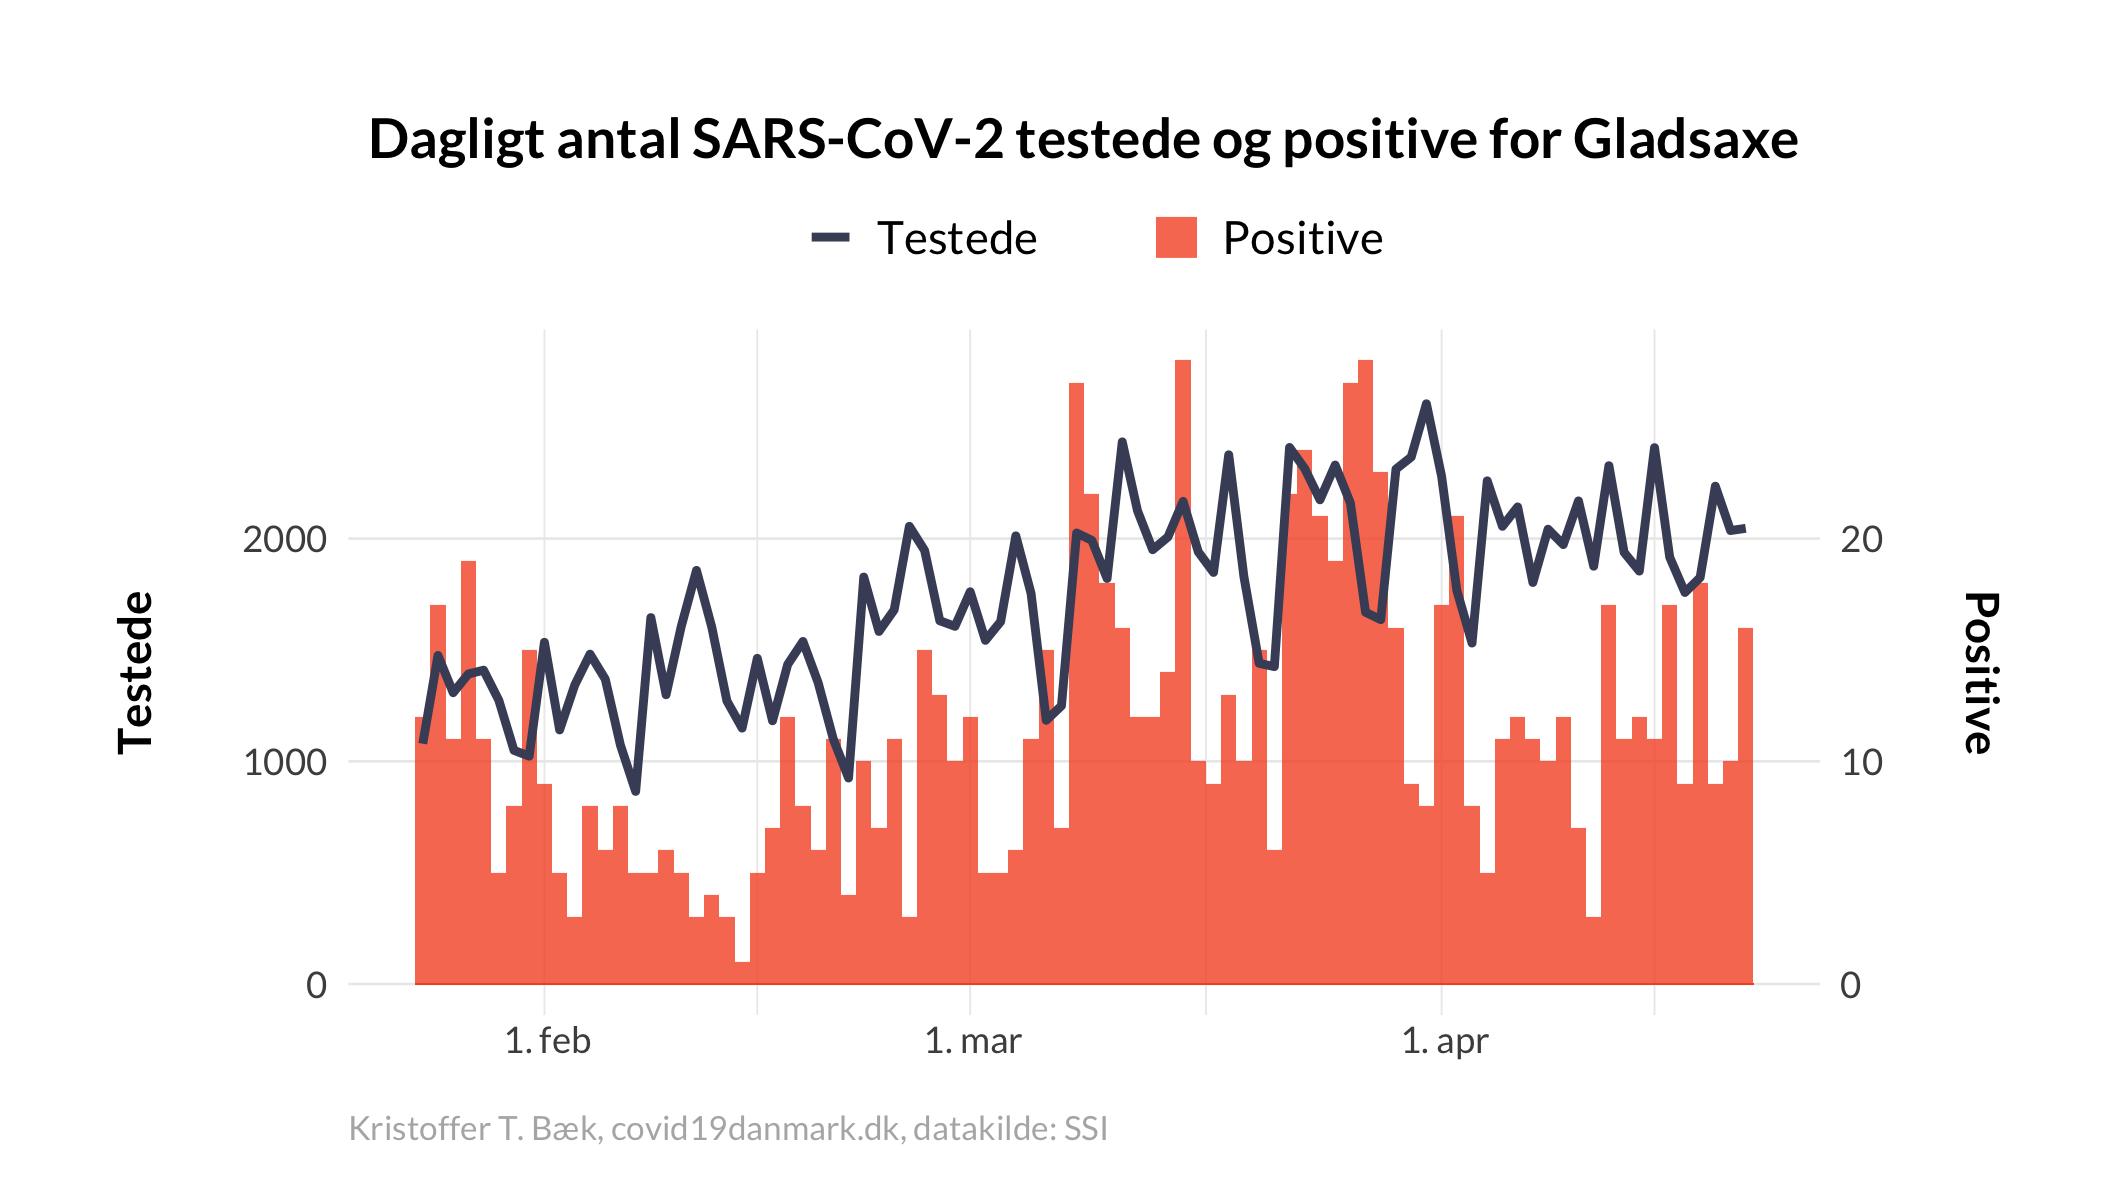 Dagligt antal SARS-CoV-2 testede og positive for Gladsaxe
Testede
Positive
2000
1000
0
20
10
0
Testede
Positive
1. feb
1. mar
1. apr
Kristoffer T. Bæk, covid19danmark.dk, datakilde: SSI